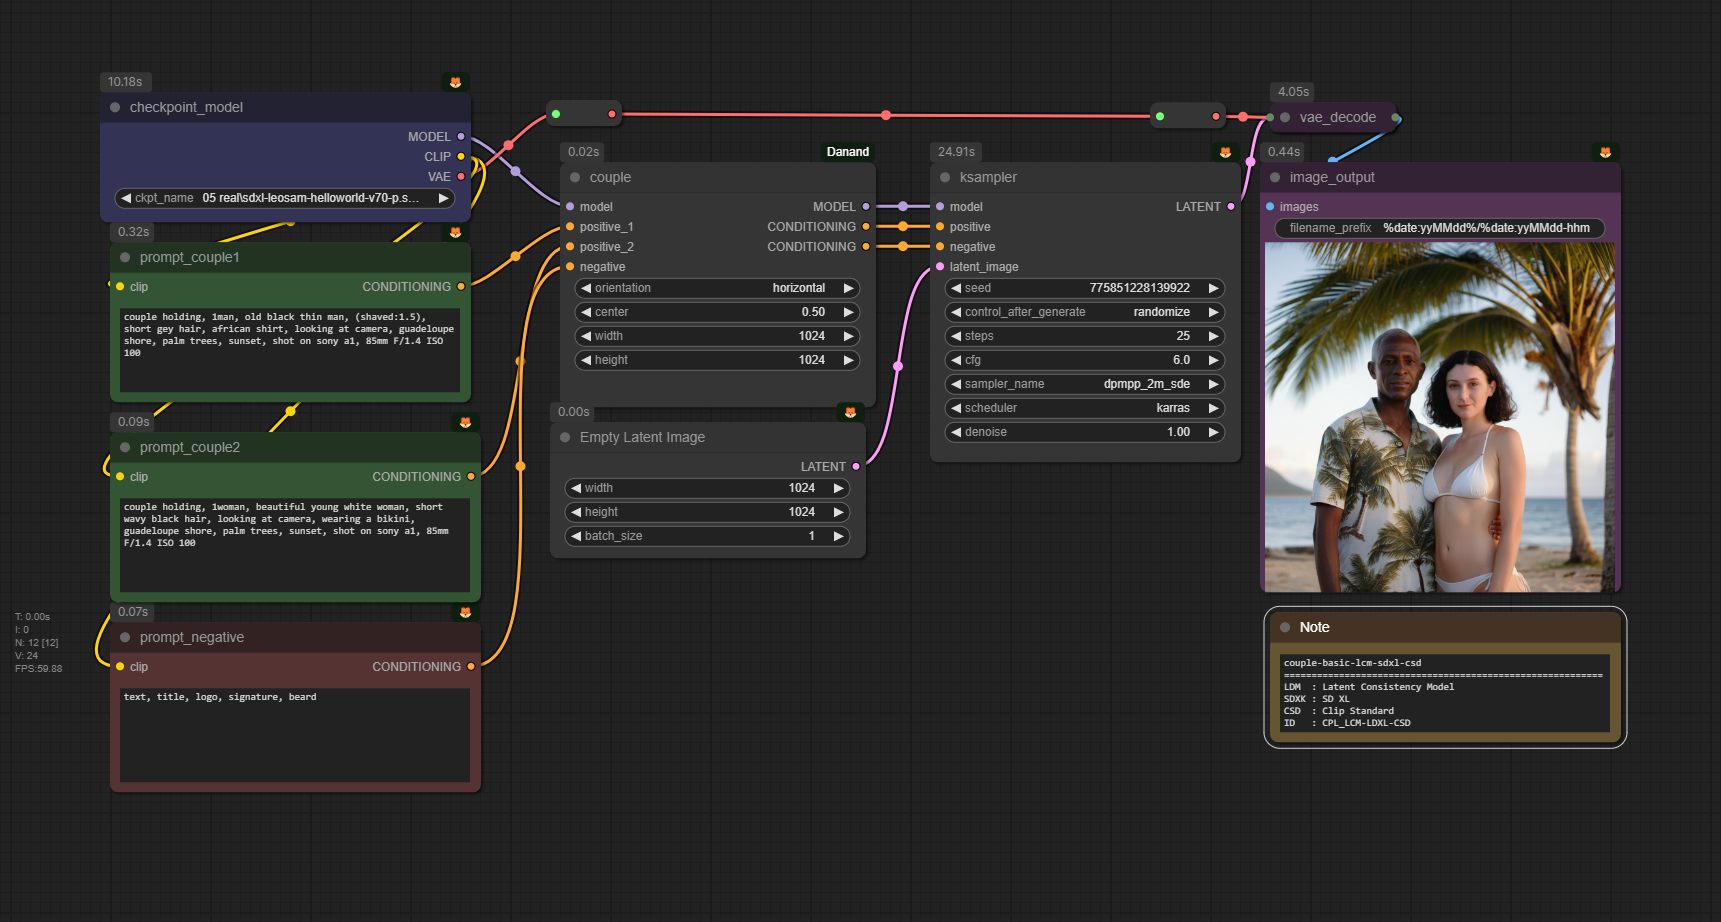 10.18s
checkpoint_model
MODEL
CLIP
VAE
ckpt_name 05 real\sdxl-leosam-helloworld-v70-p.s...
0.32s
prompt_couple1
clip CONDITIONING
couple holding, 1man, old black thin man, (shaved:1.5),
short gey hair, african shirt, looking at camera, guadeloupe
shore, palm trees, sunset, shot on sony a1, 85mm F/1.4 ISO
100
0.09s
prompt_couple2
clip CONDITIONING
couple holding, 1woman, beautiful young white woman, short
wavy black hair, looking at camera, wearing a bikini,
guadeloupe shore, palm trees, sunset, shot on sony a1, 85mm
F/1.4 ISO 100
0.07s
prompt_negative
clip CONDITIONING
text, title, logo, signature, beard
T: 0.00s
I: 0
N: 12 [12]
V: 24
FPS:59.88
0.02s Danand
couple
model MODEL
positive_1 CONDITIONING
positive_2 CONDITIONING
negative
orientation horizontal
center 0.50
width 1024
height 1024
0.00s
Empty Latent Image
LATENT
width 1024
height 1024
batch_size 1
24.91s
ksampler
model LATENT
positive
negative
latent_image
seed 775851228139922
control_after_generate randomize
steps 25
cfg 6.0
sampler_name dpmpp_2m_sde
scheduler karras
denoise 1.00
4.05s
vae_decode
0.44s
image_output
images
filename_prefix %date:yyMMdd%/%date:yyMMdd-hhm
Note
couple-basic-lcm-sdxl-csd
==========================================================
LDM : Latent Consistency Model
SDXK : SD XL
CSD : Clip Standard
ID : CPL_LCM-LDXL-CSD